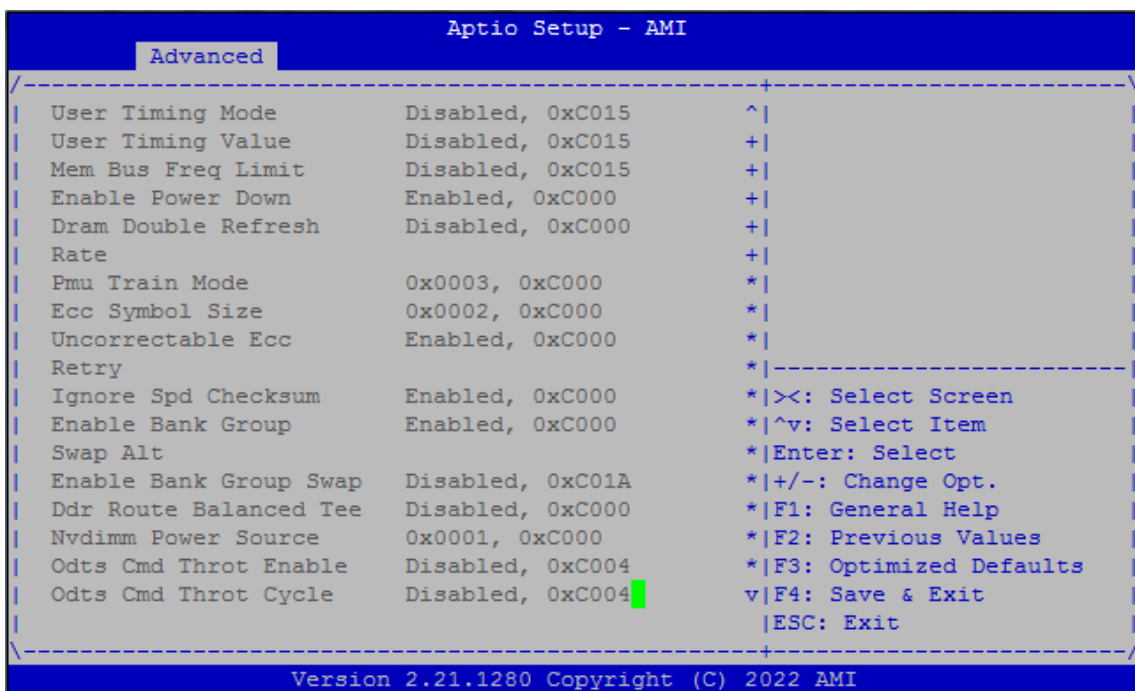 Aptio Setup - AMI
Advanced
/----------------------------------------------------+--------------------------\
| User Timing Mode Disabled, 0xC015 ^| |
| User Timing Value Disabled, 0xC015 +| |
| Mem Bus Freq Limit Disabled, 0xC015 +| |
| Enable Power Down Enabled, 0xC000 +| |
| Dram Double Refresh Disabled, 0xC000 +| |
| Rate +| |
| Pmu Train Mode 0x0003, 0xC000 *| |
| Ecc Symbol Size 0x0002, 0xC000 *| |
| Uncorrectable Ecc Enabled, 0xC000 *| |
| Retry *|--------------------------|
| Ignore Spd Checksum Enabled, 0xC000 *|><: Select Screen |
| Enable Bank Group Enabled, 0xC000 *|^v: Select Item |
| Swap Alt *|Enter: Select |
| Enable Bank Group Swap Disabled, 0xC01A *|+/-: Change Opt. |
| Ddr Route Balanced Tee Disabled, 0xC000 *|F1: General Help |
| Nvdimm Power Source 0x0001, 0xC000 *|F2: Previous Values |
| Odts Cmd Throt Enable Disabled, 0xC004 *|F3: Optimized Defaults |
| Odts Cmd Throt Cycle Disabled, 0xC004 v|F4: Save & Exit |
| |ESC: Exit |
\----------------------------------------------------+--------------------------/
Version 2.21.1280 Copyright (C) 2022 AMI